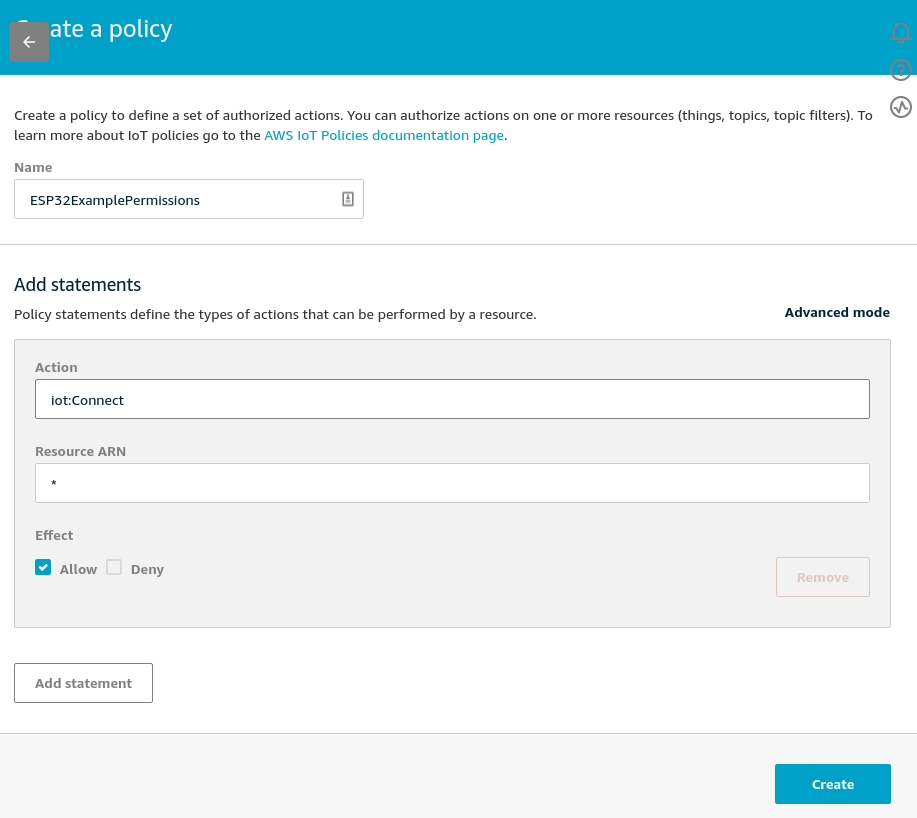 Create a policy
Create a policy to define a set of authorized actions. You can authorize actions on one or more resources (things, topics, topic filters). To
learn more about IoT policies go to the AWS IoT Policies documentation page.
Name
ESP32ExamplePermissions
Add statements
Policy statements define the types of actions that can be performed by a resource.
Advanced mode
Action
iot:Connect
Resource ARN
*
Effect
Allow Deny
Remove
Add statement
Create